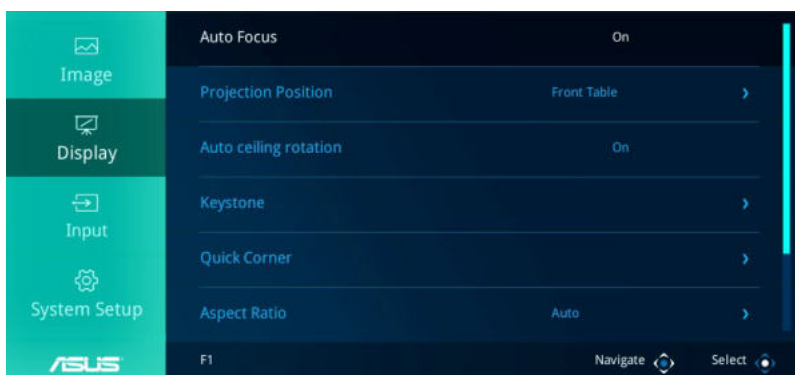 Image
Display
Input
System Setup
ASUS
Auto Focus On
Projection Position Front Table
Auto ceiling rotation On
Keystone
Quick Corner
Aspect Ratio Auto
F1 Navigate Select